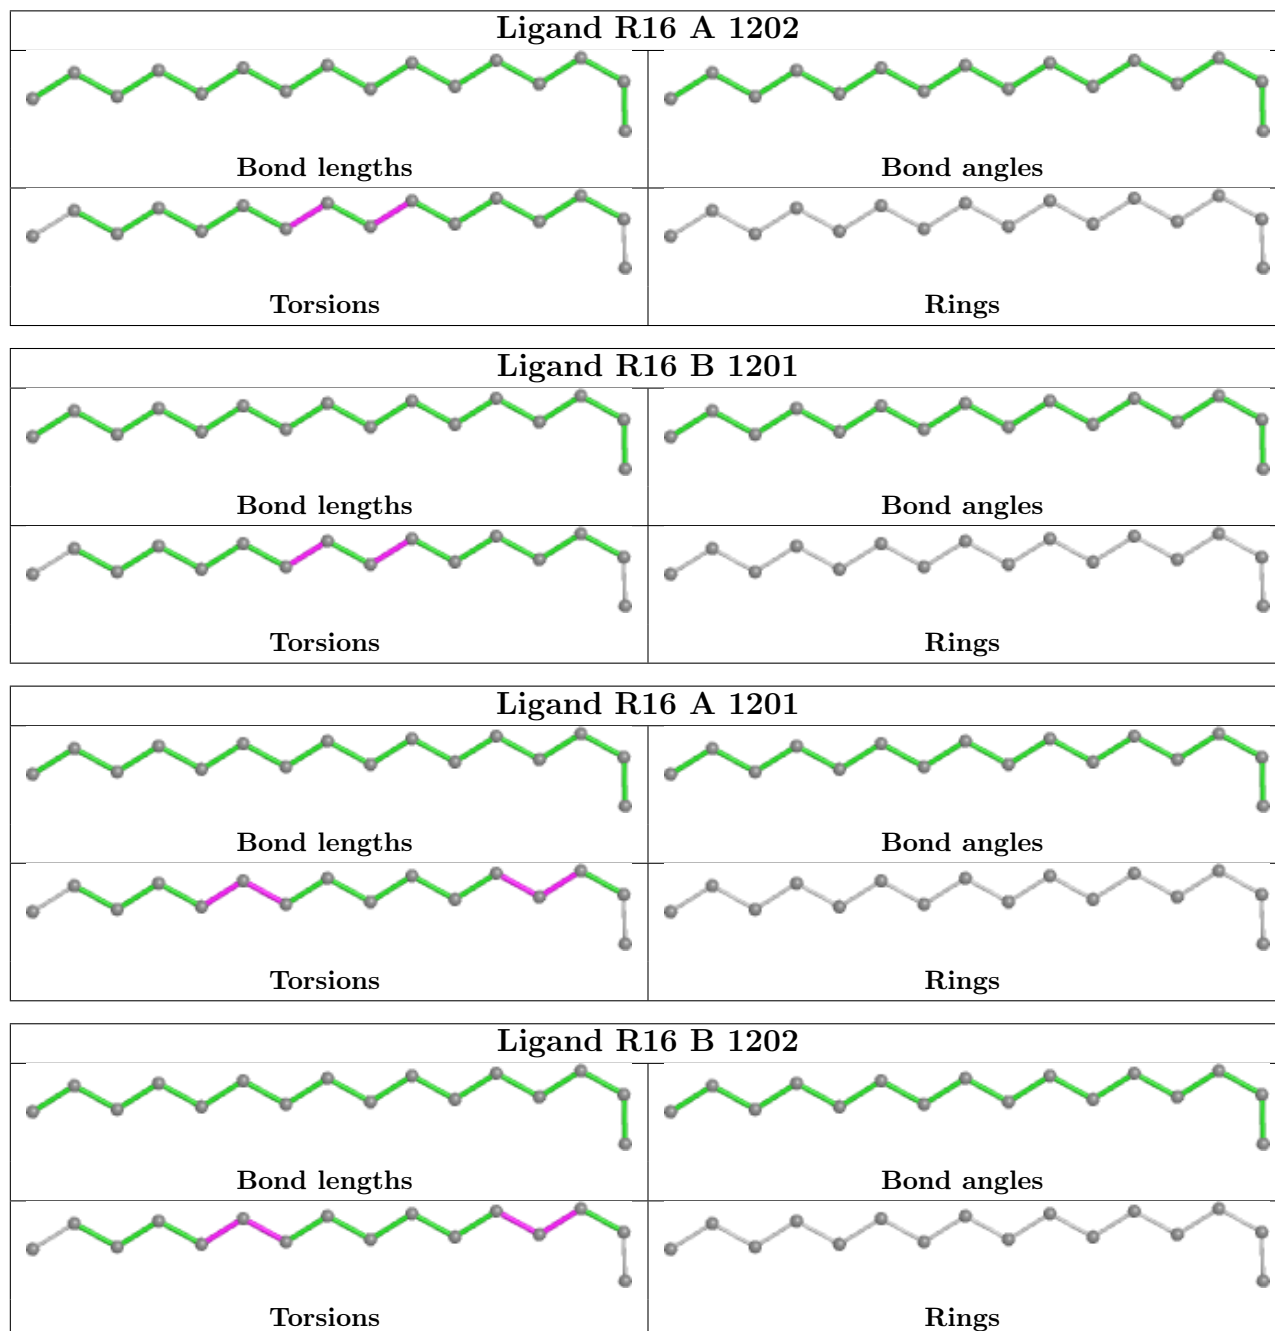 Ligand R16 A 1202
Bond lengths
Bond angles
Torsions
Rings
Ligand R16 B 1201
Bond lengths
Bond angles
Torsions
Rings
Ligand R16 A 1201
Bond lengths
Bond angles
Torsions
Rings
Ligand R16 B 1202
Bond lengths
Bond angles
Torsions
Rings